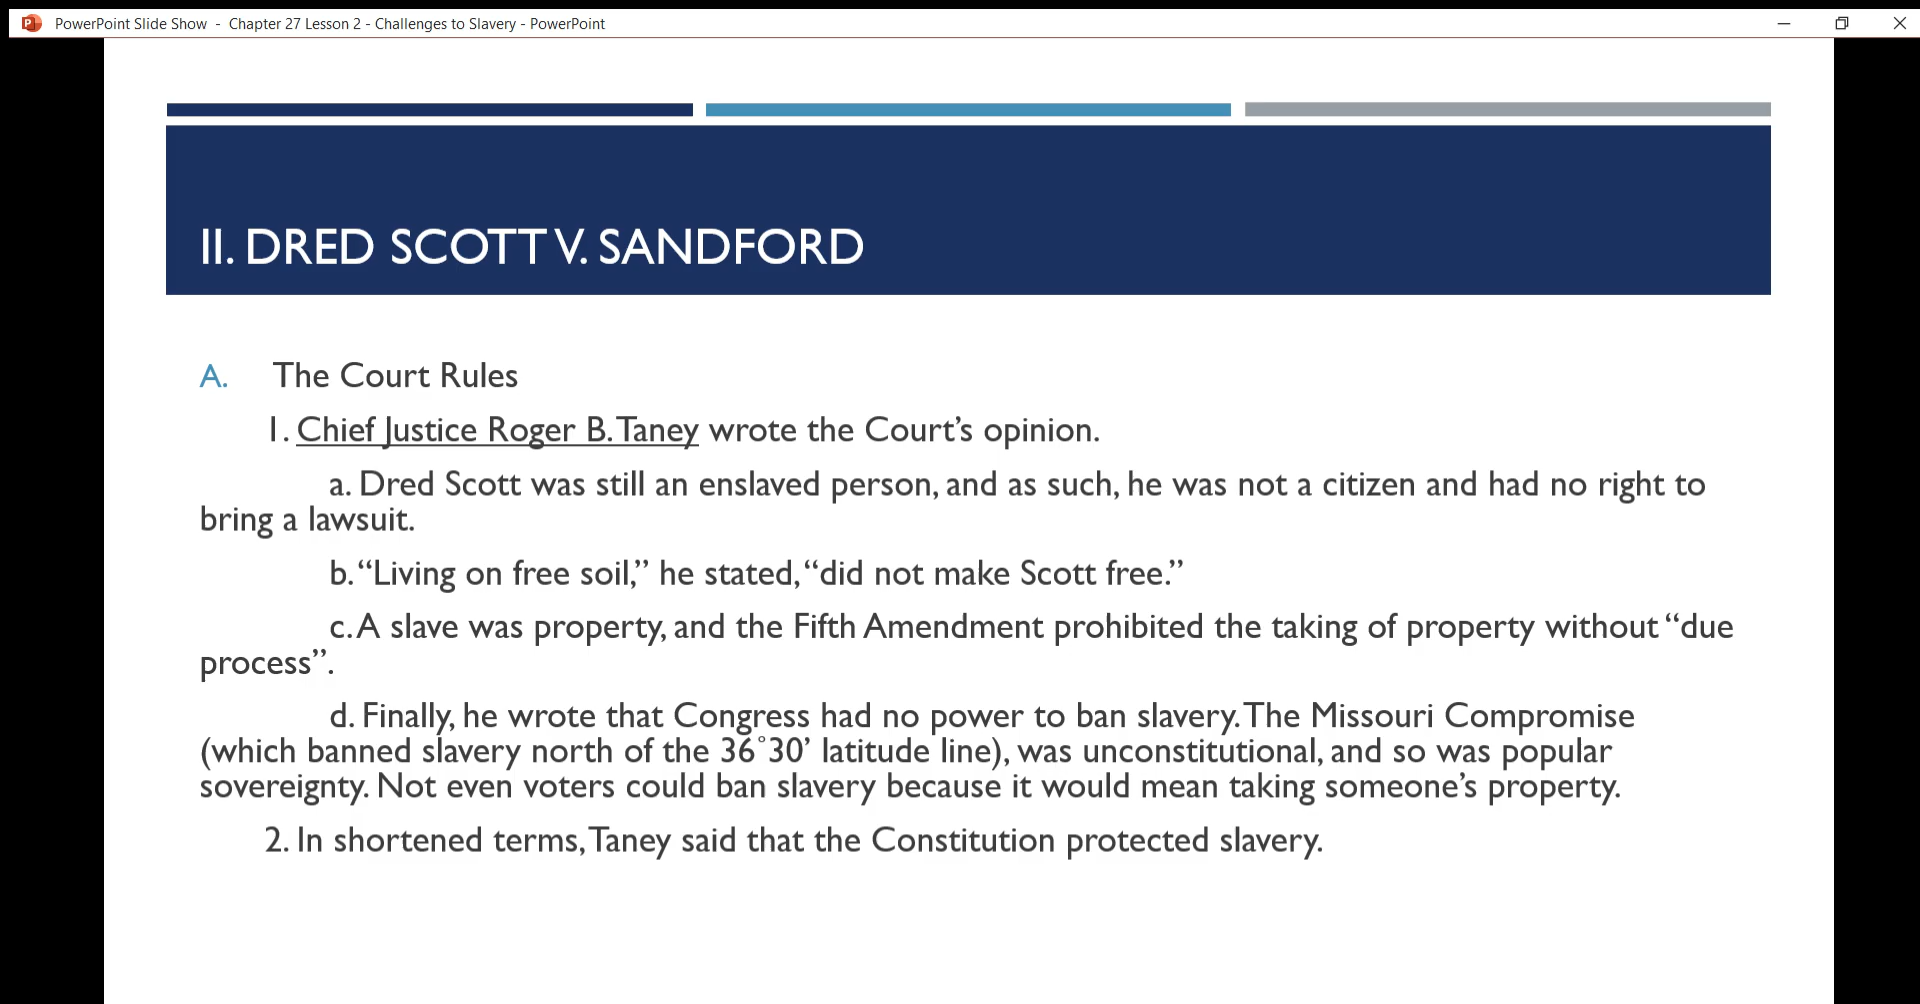 PowerPoint Slide Show - Chapter 27 Lesson 2 - Challenges to Slavery - PowerPoint
II. DRED SCOTT V. SANDFORD
A. The Court Rules
1. Chief Justice Roger B. Taney wrote the Court’s opinion.
a. Dred Scott was still an enslaved person, and as such, he was not a citizen and had no right to
bring a lawsuit.
b. “Living on free soil,” he stated, “did not make Scott free.”
c. A slave was property, and the Fifth Amendment prohibited the taking of property without “due
process”.
d. Finally, he wrote that Congress had no power to ban slavery. The Missouri Compromise
(which banned slavery north of the 36˚30’ latitude line), was unconstitutional, and so was popular
sovereignty. Not even voters could ban slavery because it would mean taking someone’s property.
2. In shortened terms, Taney said that the Constitution protected slavery.